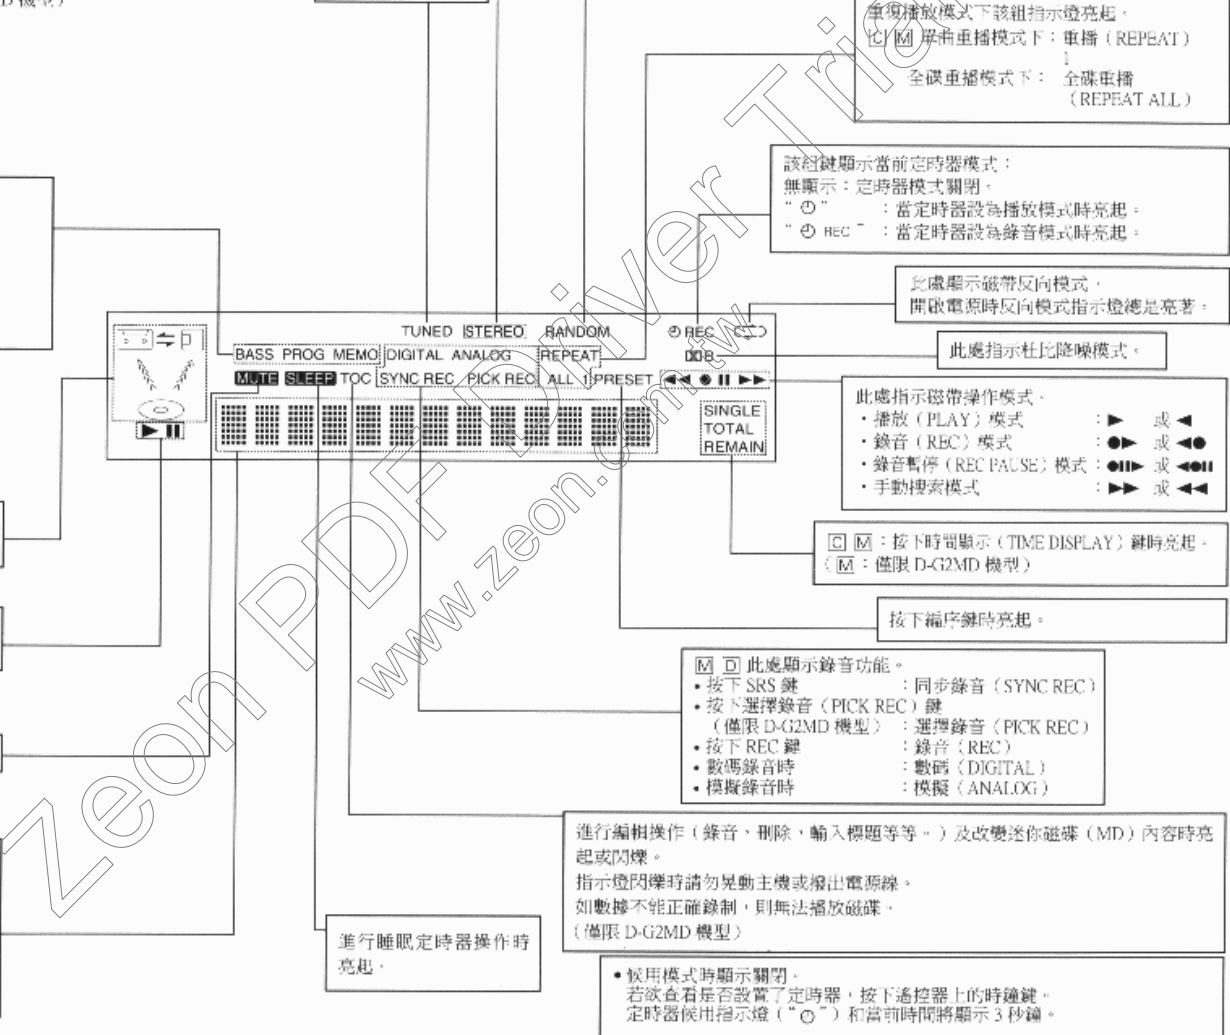 重復播放模式下該組指示燈亮起。
C M 單曲重播模式下：重播（REPEAT）
1
全碟重播模式下： 全碟重播
（REPEAT ALL）
該組鍵顯示當前定時器模式：
無顯示：定時器模式關閉。
“ ” ：當定時器設為播放模式時亮起。
“ REC ” ：當定時器設為錄音模式時亮起。
此處顯示磁帶反向模式，
開啟電源時反向模式指示燈總是亮著。
此處指示杜比降噪模式。
TUNED STEREO RANDOM REC
BASS PROG MEMO DIGITAL ANALOG REPEAT B
MUTE SLEEP TOC SYNC REC PICK REC ALL 1 PRESET
SINGLE
TOTAL
REMAIN
此處指示磁帶操作模式。
・播放（PLAY）模式 ：▶ 或 ◀
・錄音（REC）模式 ：●▶ 或 ◀●
・錄音暫停（REC PAUSE）模式：●II▶ 或 ◀●II
・手動搜索模式 ：▶▶ 或 ◀◀
C M：按下時間顯示（TIME DISPLAY）鍵時亮起。
（M：僅限 D-G2MD 機型）
按下編序鍵時亮起。
M D 此處顯示錄音功能。
• 按下 SRS 鍵 ：同步錄音（SYNC REC）
• 按下選擇錄音（PICK REC）鍵
（僅限 D-G2MD 機型）：選擇錄音（PICK REC）
• 按下 REC 鍵 ：錄音（REC）
• 數碼錄音時 ：數碼（DIGITAL）
• 模擬錄音時 ：模擬（ANALOG）
進行編輯操作（錄音，刪除，輸入標題等等。）及改變迷你磁碟（MD）內容時亮
起或閃爍。
指示燈閃爍時請勿晃動主機或撥出電源線。
如數據不能正確錄制，則無法播放磁碟。
（僅限 D-G2MD 機型）
進行睡眠定時器操作時
亮起。
• 候用模式時顯示關閉。
若欲查看是否設置了定時器，按下遙控器上的時鐘鍵。
定時器候用指示燈（“ ”）和當前時間將顯示 3 秒鐘。
Zeon PDF Driver Trial
www.zeon.com.tw